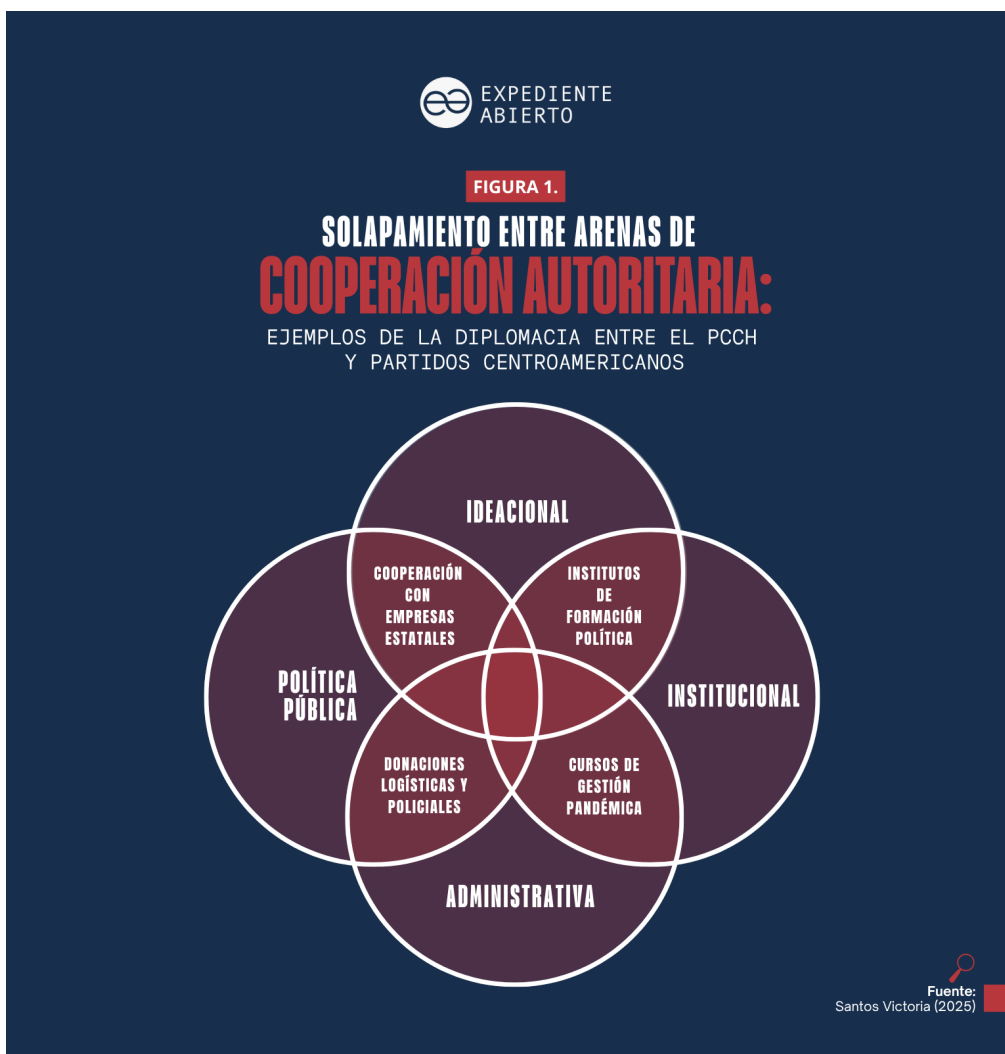 EXPEDIENTE
ABIERTO
FIGURA 1.
SOLAPAMIENTO ENTRE ARENAS DE
COOPERACIÓN AUTORITARIA:
EJEMPLOS DE LA DIPLOMACIA ENTRE EL PCCH
Y PARTIDOS CENTROAMERICANOS
IDEACIONAL
COOPERACIÓN
CON
EMPRESAS
ESTATALES
INSTITUTOS
DE
FORMACIÓN
POLÍTICA
POLÍTICA
PÚBLICA
INSTITUCIONAL
DONACIONES
LOGÍSTICAS Y
POLICIALES
CURSOS DE
GESTIÓN
PANDÉMICA
ADMINISTRATIVA
Fuente:
Santos Victoria (2025)